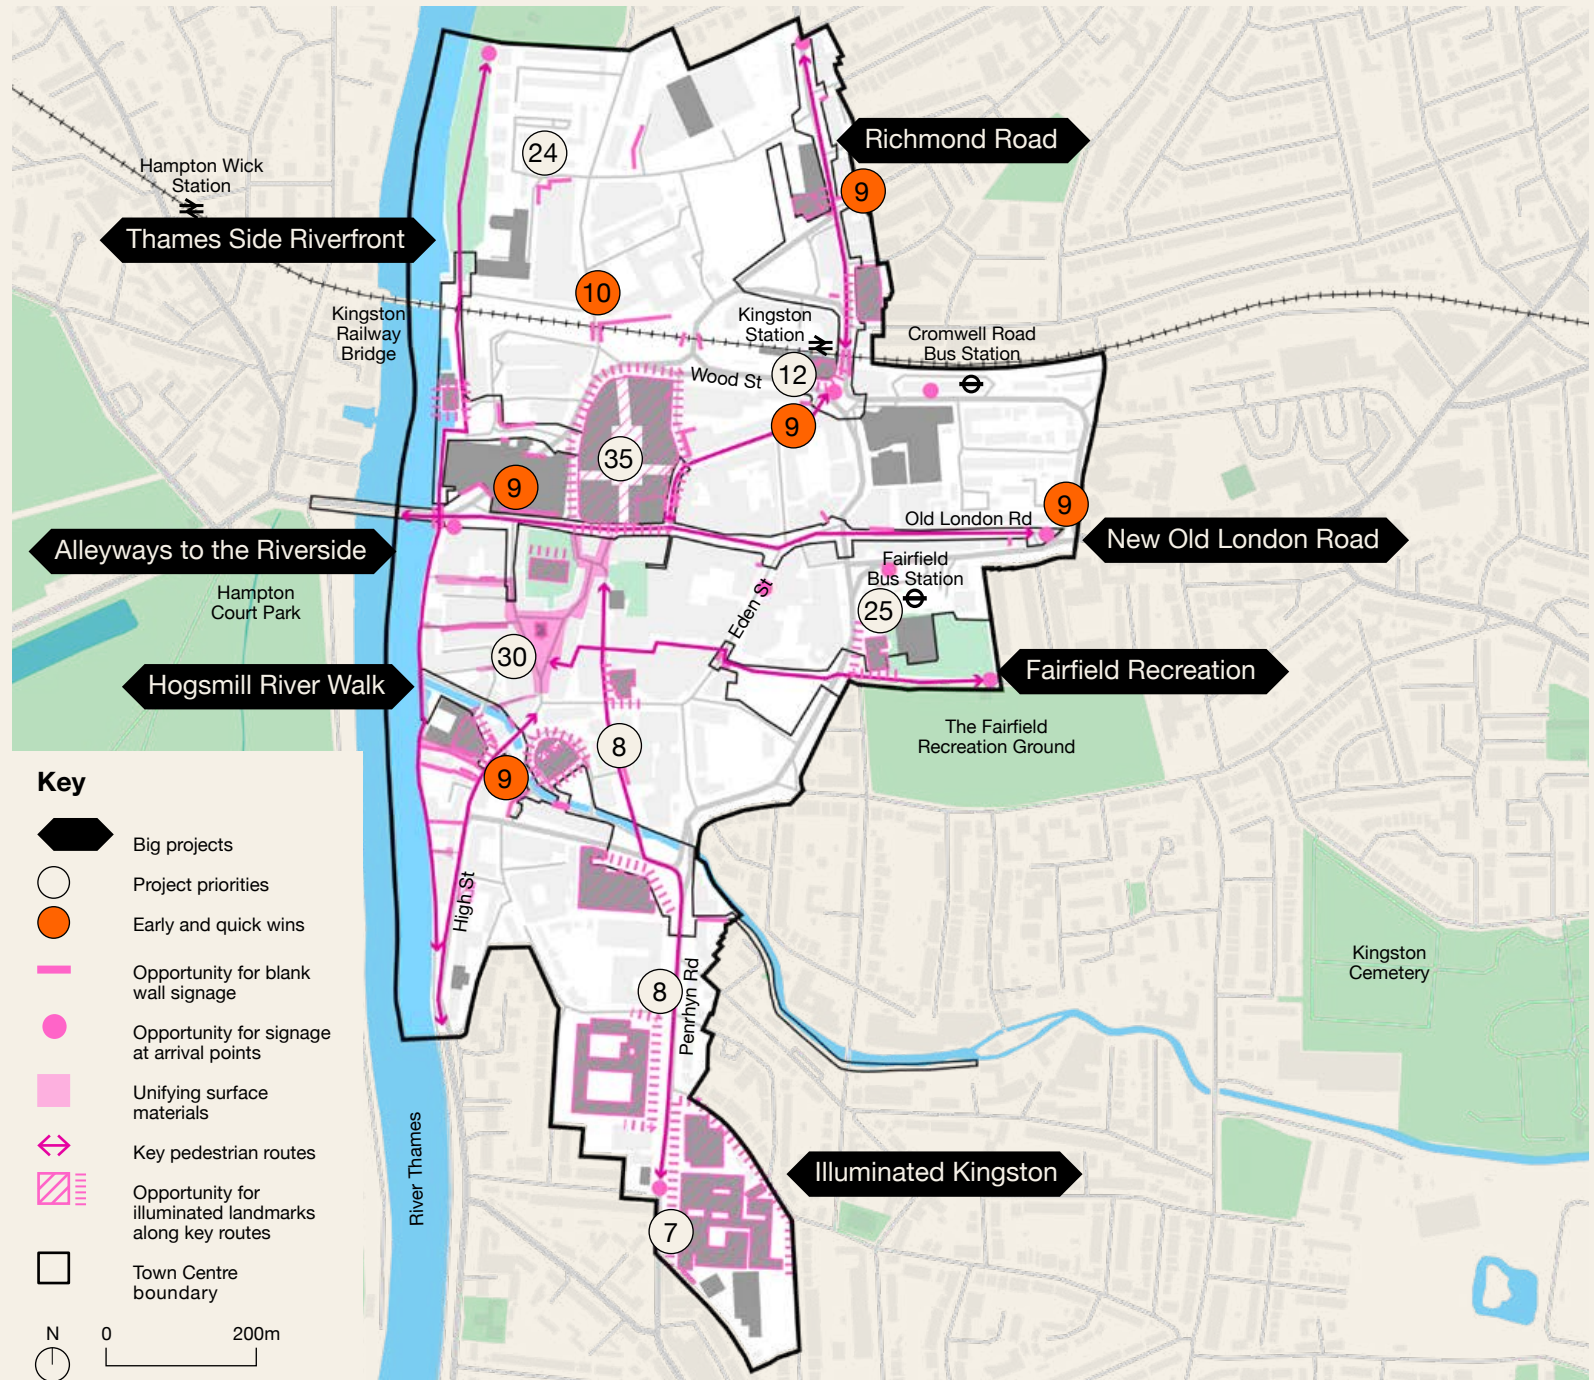 Richmond Road
24
Hampton Wick
Station
9
Thames Side Riverfront
10
Kingston
Railway
Bridge
Kingston
Station
Cromwell Road
Bus Station
Wood St
12
9
35
9
9
Old London Rd
New Old London Road
Alleyways to the Riverside
Fairfield
Bus Station
Hampton
Court Park
Eden St
25
30
Fairfield Recreation
Hogsmill River Walk
The Fairfield
Recreation Ground
8
9
Key
Big projects
Project priorities
Early and quick wins
Opportunity for blank
wall signage
Opportunity for signage
at arrival points
Unifying surface
materials
Key pedestrian routes
Opportunity for
illuminated landmarks
along key routes
Town Centre
boundary
N
0
200m
High St
Kingston
Cemetery
8
Penrhyn Rd
River Thames
Illuminated Kingston
7